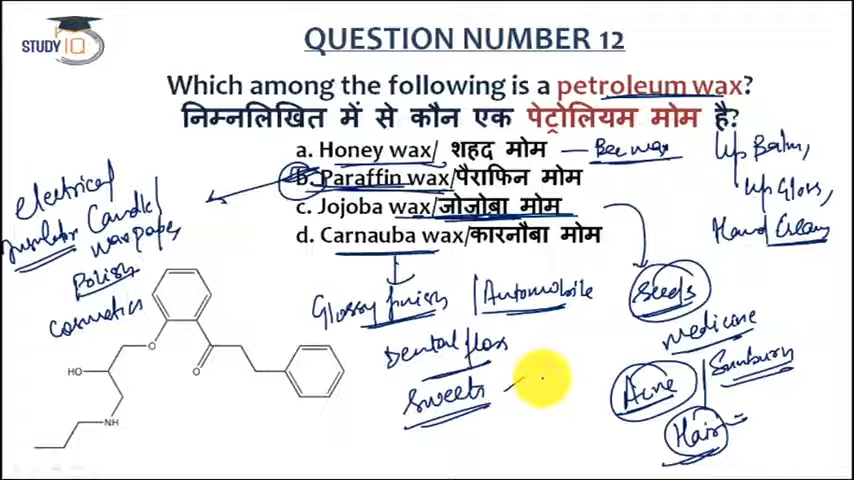 STUDY IQ
QUESTION NUMBER 12
Which among the following is a petroleum wax?
निम्नलिखित में से कौन एक पेट्रोलियम मोम है?
a. Honey wax/ शहद मोम — Bee wax
b. Paraffin wax/पैराफिन मोम
c. Jojoba wax/जोजोबा मोम
d. Carnauba wax/कारनौबा मोम
Lip Balm,
Lip Gloss,
Hand Cream
electrical
Insulator Candle/
wax paper,
Polish
cosmetics
Glossy finish | Automobile
Dental floss
Sweets
Seeds
medicine
Acne | Sunburn
Hair
O
O
HO
NH